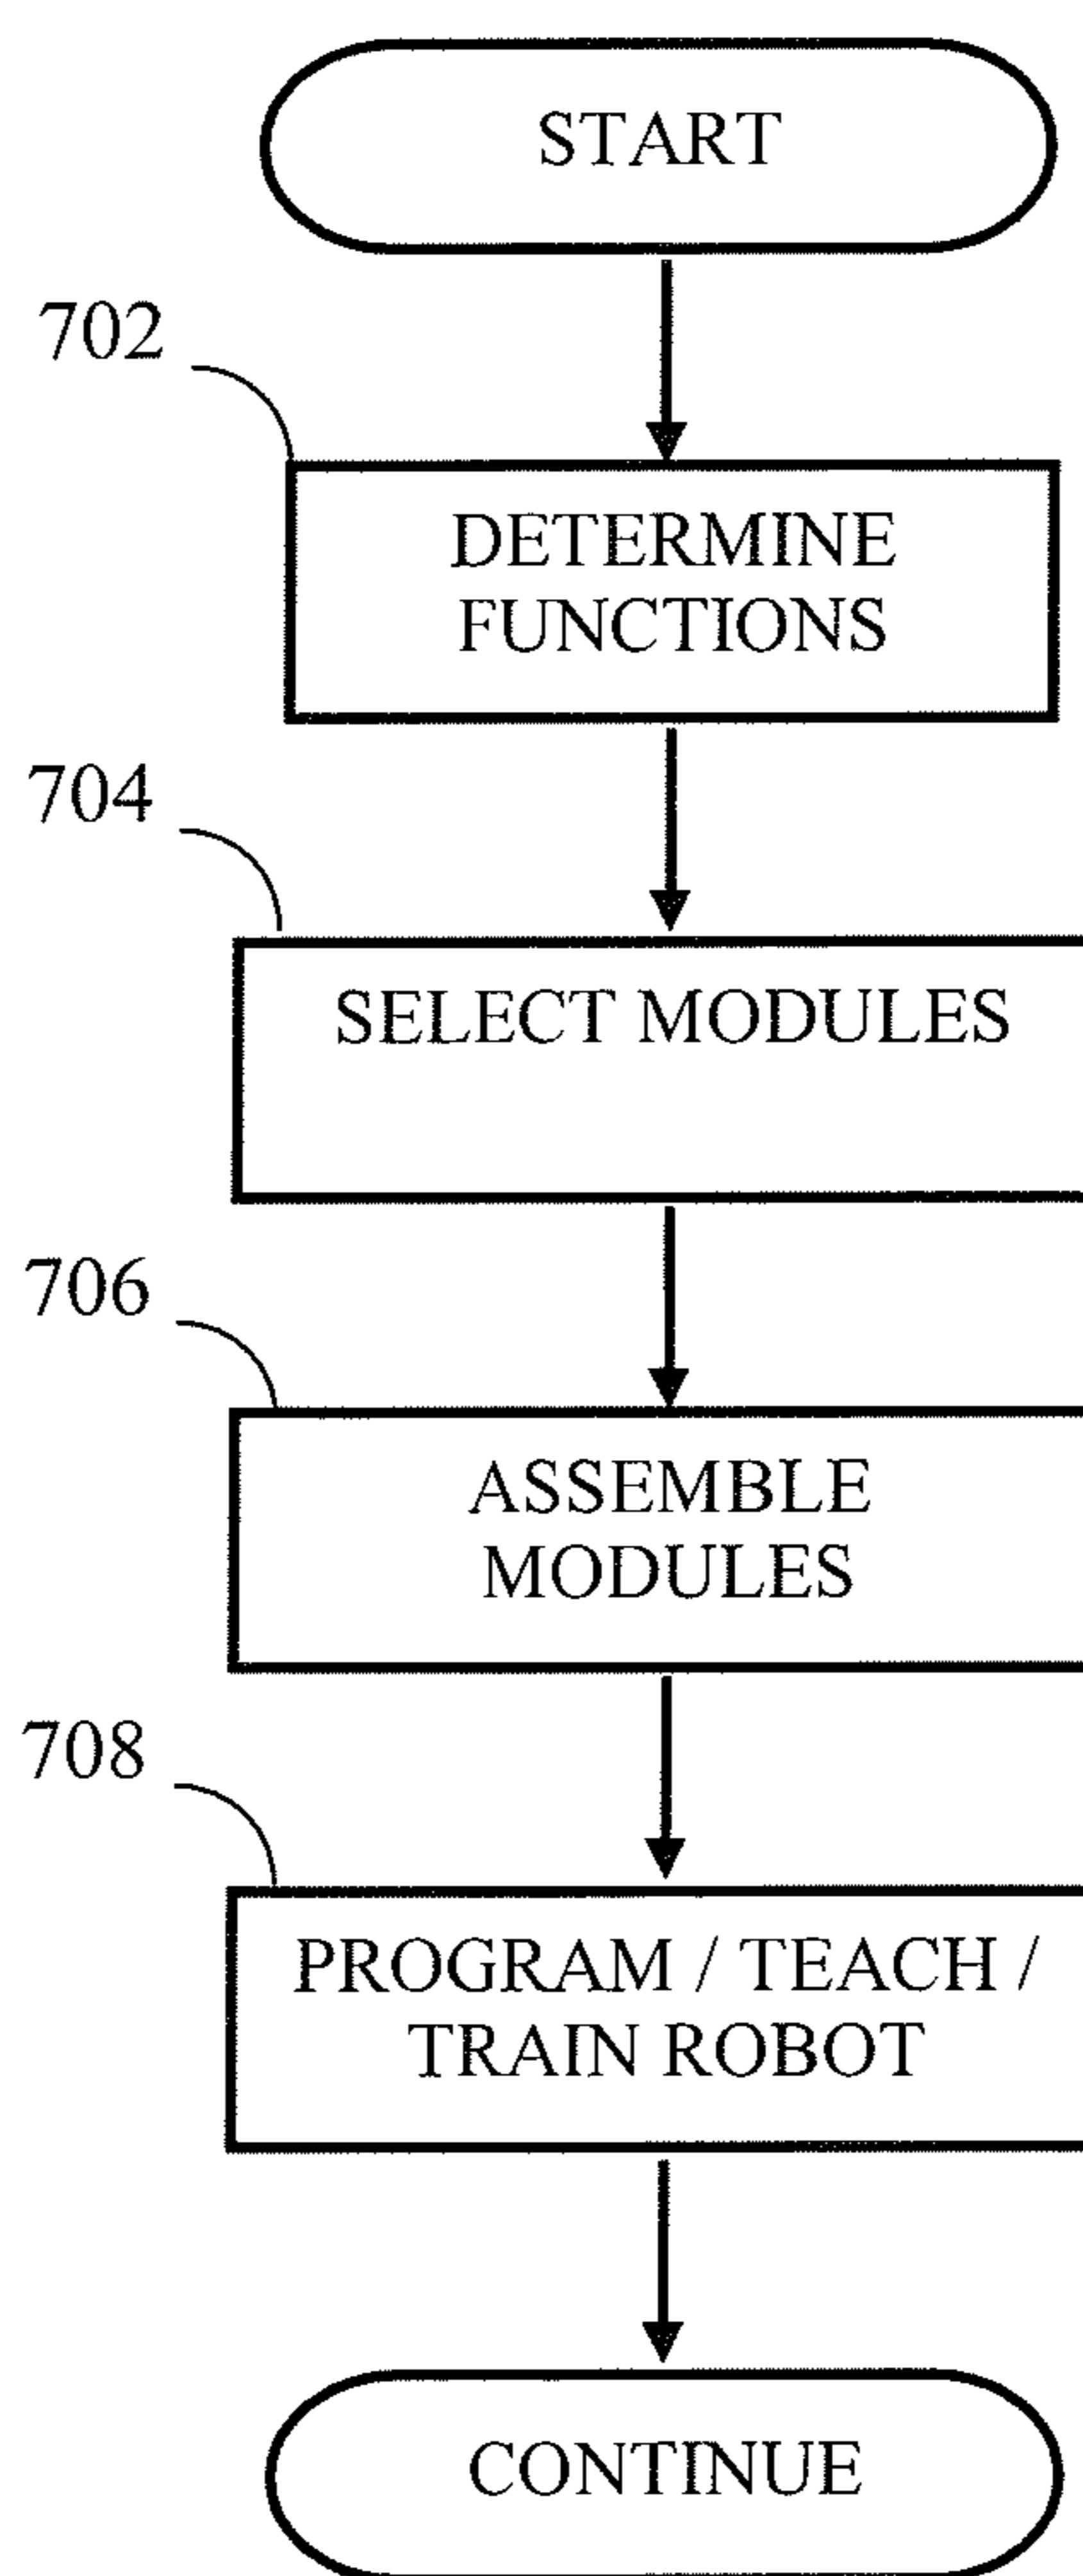 START
702
DETERMINE
FUNCTIONS
704
SELECT MODULES
706
ASSEMBLE
MODULES
708
PROGRAM / TEACH /
TRAIN ROBOT
CONTINUE